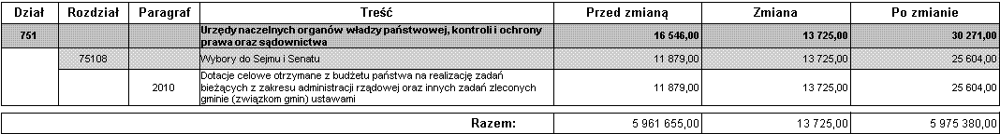 Dział Rozdział Paragraf Treść Przed zmianą Zmiana Po zmianie
751 Urzędy naczelnych organów władzy państwowej, kontroli i ochrony prawa oraz sądownictwa 16 546,00 13 725,00 30 271,00
75108 Wybory do Sejmu i Senatu 11 879,00 13 725,00 25 604,00
2010 Dotacje celowe otrzymane z budżetu państwa na realizację zadań
bieżących z zakresu administracji rządowej oraz innych zadań zleconych
gminie (związkom gmin) ustawami 11 879,00 13 725,00 25 604,00
Razem: 5 961 655,00 13 725,00 5 975 380,00